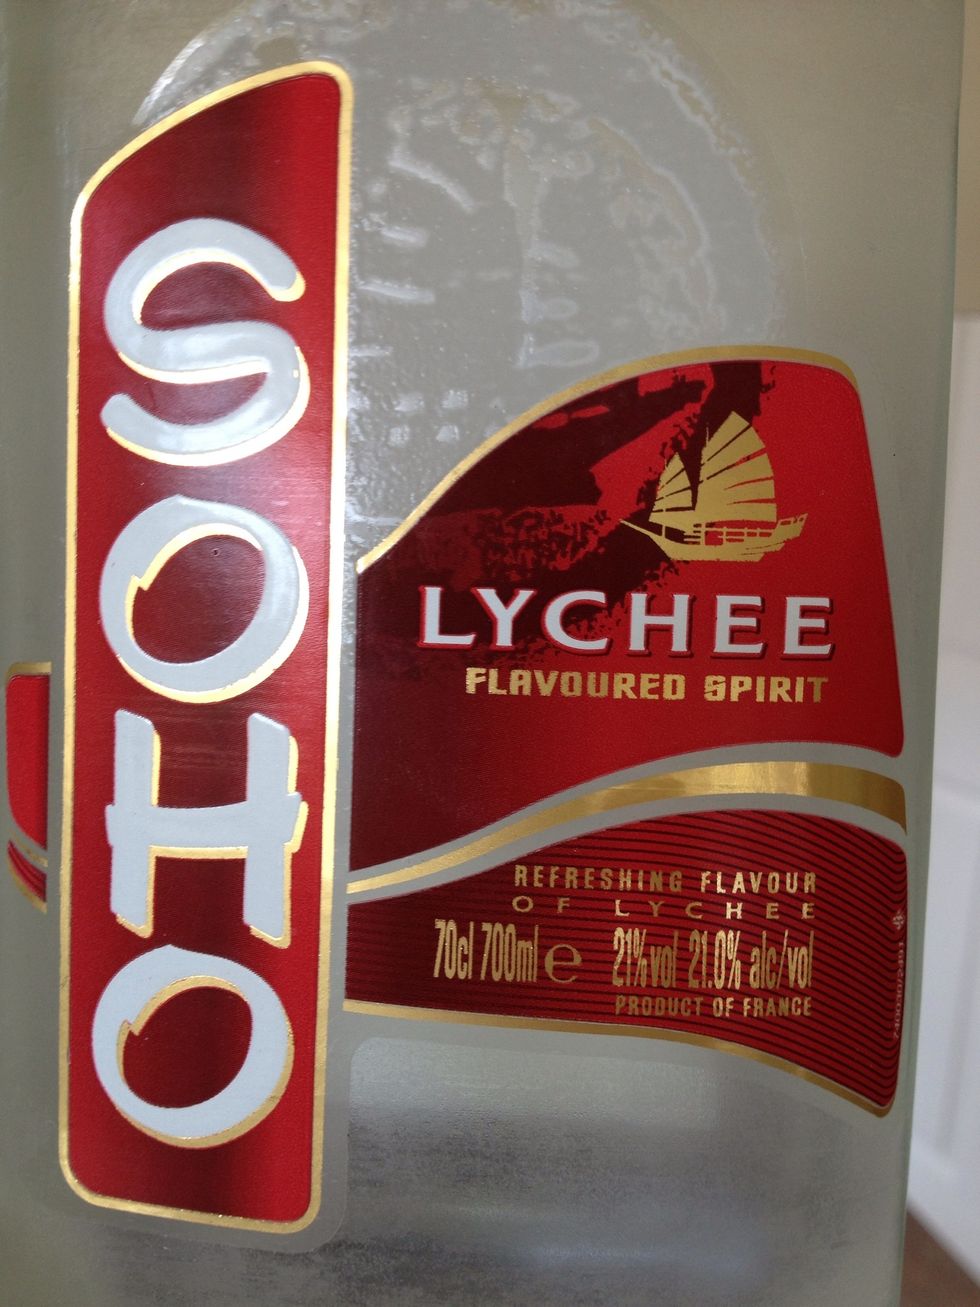 SOHO
LYCHEE
FLAVOURED SPIRIT
REFRESHING FLAVOUR
OF LYCHEE
70cl 700ml e 21%vol 21.0% alc/vol
PRODUCT OF FRANCE